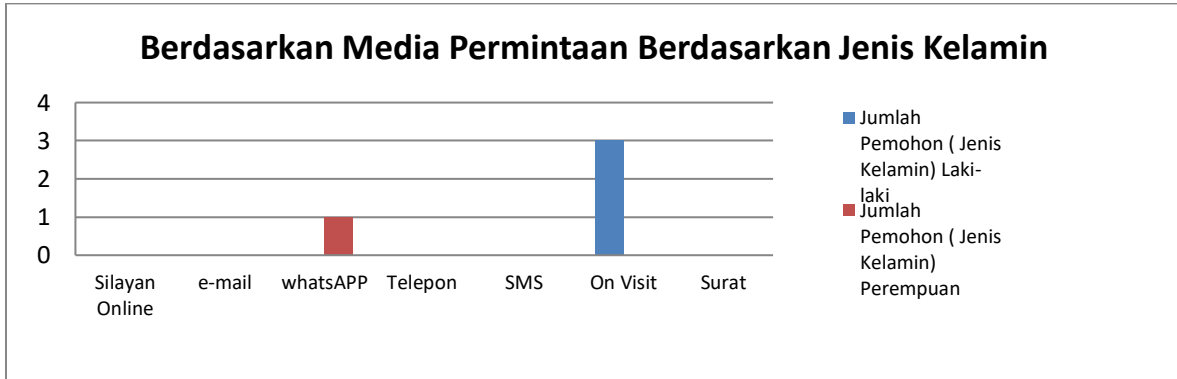 Berdasarkan Media Permintaan Berdasarkan Jenis Kelamin
4
3
2
1
0
Silayan
Online
e-mail
whatsAPP
Telepon
SMS
On Visit
Surat
Jumlah
Pemohon ( Jenis
Kelamin) Laki-
laki
Jumlah
Pemohon ( Jenis
Kelamin)
Perempuan